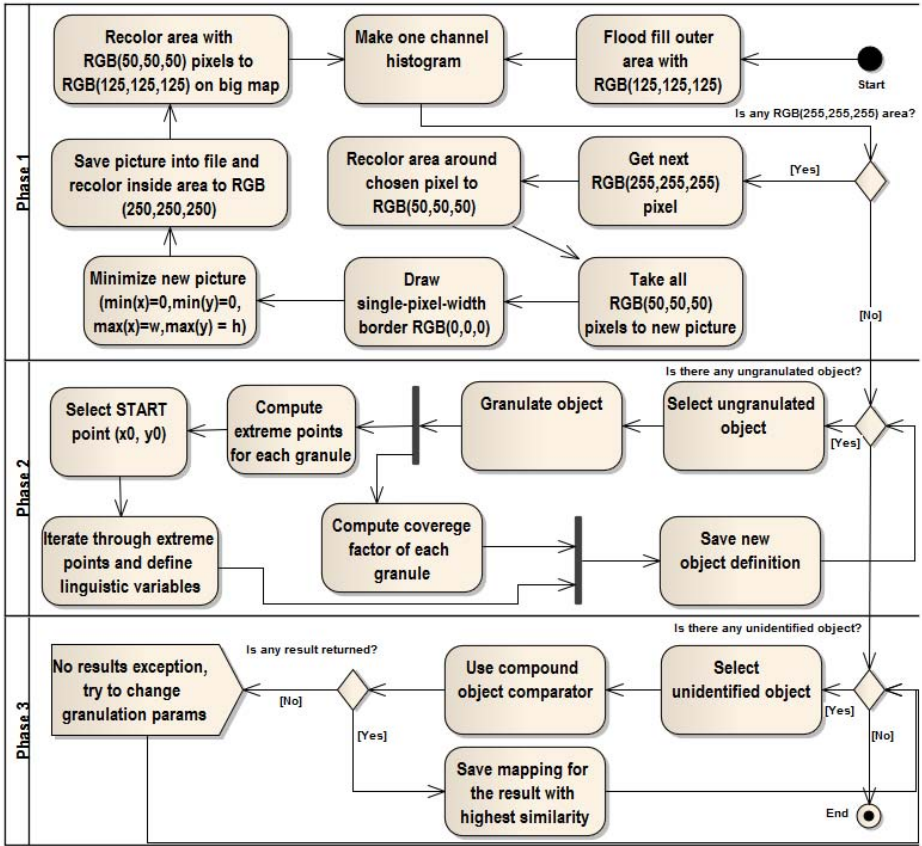 Phase 1
Recolor area with
RGB(50,50,50) pixels to
RGB(125,125,125) on big map
Make one channel
histogram
Flood fill outer
area with
RGB(125,125,125)
Start
Is any RGB(255,255,255) area?
Save picture into file and
recolor inside area to RGB
(250,250,250)
Recolor area around
chosen pixel to
RGB(50,50,50)
Get next
RGB(255,255,255)
pixel
[Yes]
Minimize new picture
(min(x)=0,min(y)=0,
max(x)=w,max(y) = h)
Draw
single-pixel-width
border RGB(0,0,0)
Take all
RGB(50,50,50)
pixels to new picture
[No]
Phase 2
Is there any ungranulated object?
Select START
point (x0, y0)
Compute
extreme points
for each granule
Granulate object
Select ungranulated
object
[Yes]
Iterate through extreme
points and define
linguistic variables
Compute coverege
factor of each
granule
Save new
object definition
Phase 3
Is there any unidentified object?
Is any result returned?
No results exception,
try to change
granulation params
[No]
Use compound
object comparator
Select
unidentified object
[Yes]
[No]
[Yes]
Save mapping for
the result with
highest similarity
End